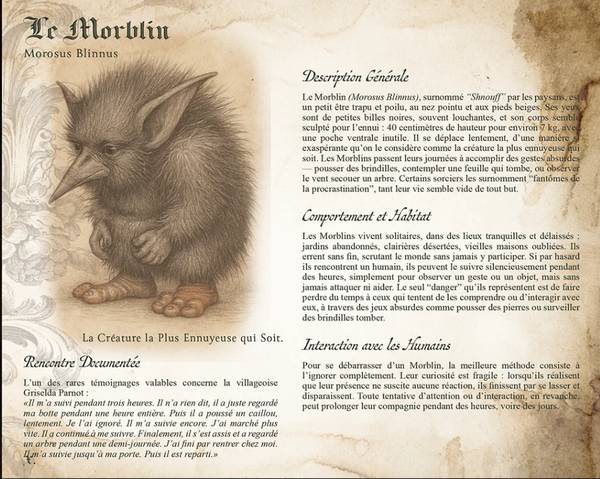 Le Morblin
Morosus Blinnus
La Créature la Plus Ennuyeuse qui Soit.
Rencontre Documentée
L'un des rares témoignages valables concerne la villageoise
Griselda Parnot :
«Il m'a suivi pendant trois heures. Il n'a rien dit, il a juste regardé
ma botte pendant une heure entière. Puis il a poussé un caillou,
lentement. Je l'ai ignoré. Il m'a suivie encore. J'ai marché plus
vite. Il a continué à me suivre. Finalement, il s'est assis et a regardé
un arbre pendant une demi-journée. J'ai fini par rentrer chez moi.
Il m'a suivie jusqu'à ma porte. Puis il est reparti.»
Description Générale
Le Morblin (Morosus Blinnus), surnommé “Shnouff” par les paysans, est
un petit être trapu et poilu, au nez pointu et aux pieds beiges. Ses yeux
sont de petites billes noires, souvent louchantes, et son corps semble
sculpté pour l'ennui : 40 centimètres de hauteur pour environ 7 kg, avec
une poche ventrale inutile. Il se déplace lentement, d'une manière si
exaspérante qu'on le considère comme la créature la plus ennuyeuse qui
soit. Les Morblins passent leurs journées à accomplir des gestes absurdes
— pousser des brindilles, contempler une feuille qui tombe, ou observer
le vent secouer un arbre. Certains sorciers les surnomment “fantômes de
la procrastination”, tant leur vie semble vide de tout but.
Comportement et Habitat
Les Morblins vivent solitaires, dans des lieux tranquilles et délaissés :
jardins abandonnés, clairières désertées, vieilles maisons oubliées. Ils
errent sans fin, scrutant le monde sans jamais y participer. Si par hasard
ils rencontrent un humain, ils peuvent le suivre silencieusement pendant
des heures, simplement pour observer un geste ou un objet, mais sans
jamais attaquer ni aider. Le seul “danger” qu'ils représentent est de faire
perdre du temps à ceux qui tentent de les comprendre ou d'interagir avec
eux, à travers des jeux absurdes comme pousser des pierres ou surveiller
des brindilles tomber.
Interaction avec les Humains
Pour se débarrasser d'un Morblin, la meilleure méthode consiste à
l'ignorer complètement. Leur curiosité est fragile : lorsqu'ils réalisent
que leur présence ne suscite aucune réaction, ils finissent par se lasser et
disparaissent. Toute tentative d'attention ou d'interaction, en revanche,
peut prolonger leur compagnie pendant des heures, voire des jours.
4.